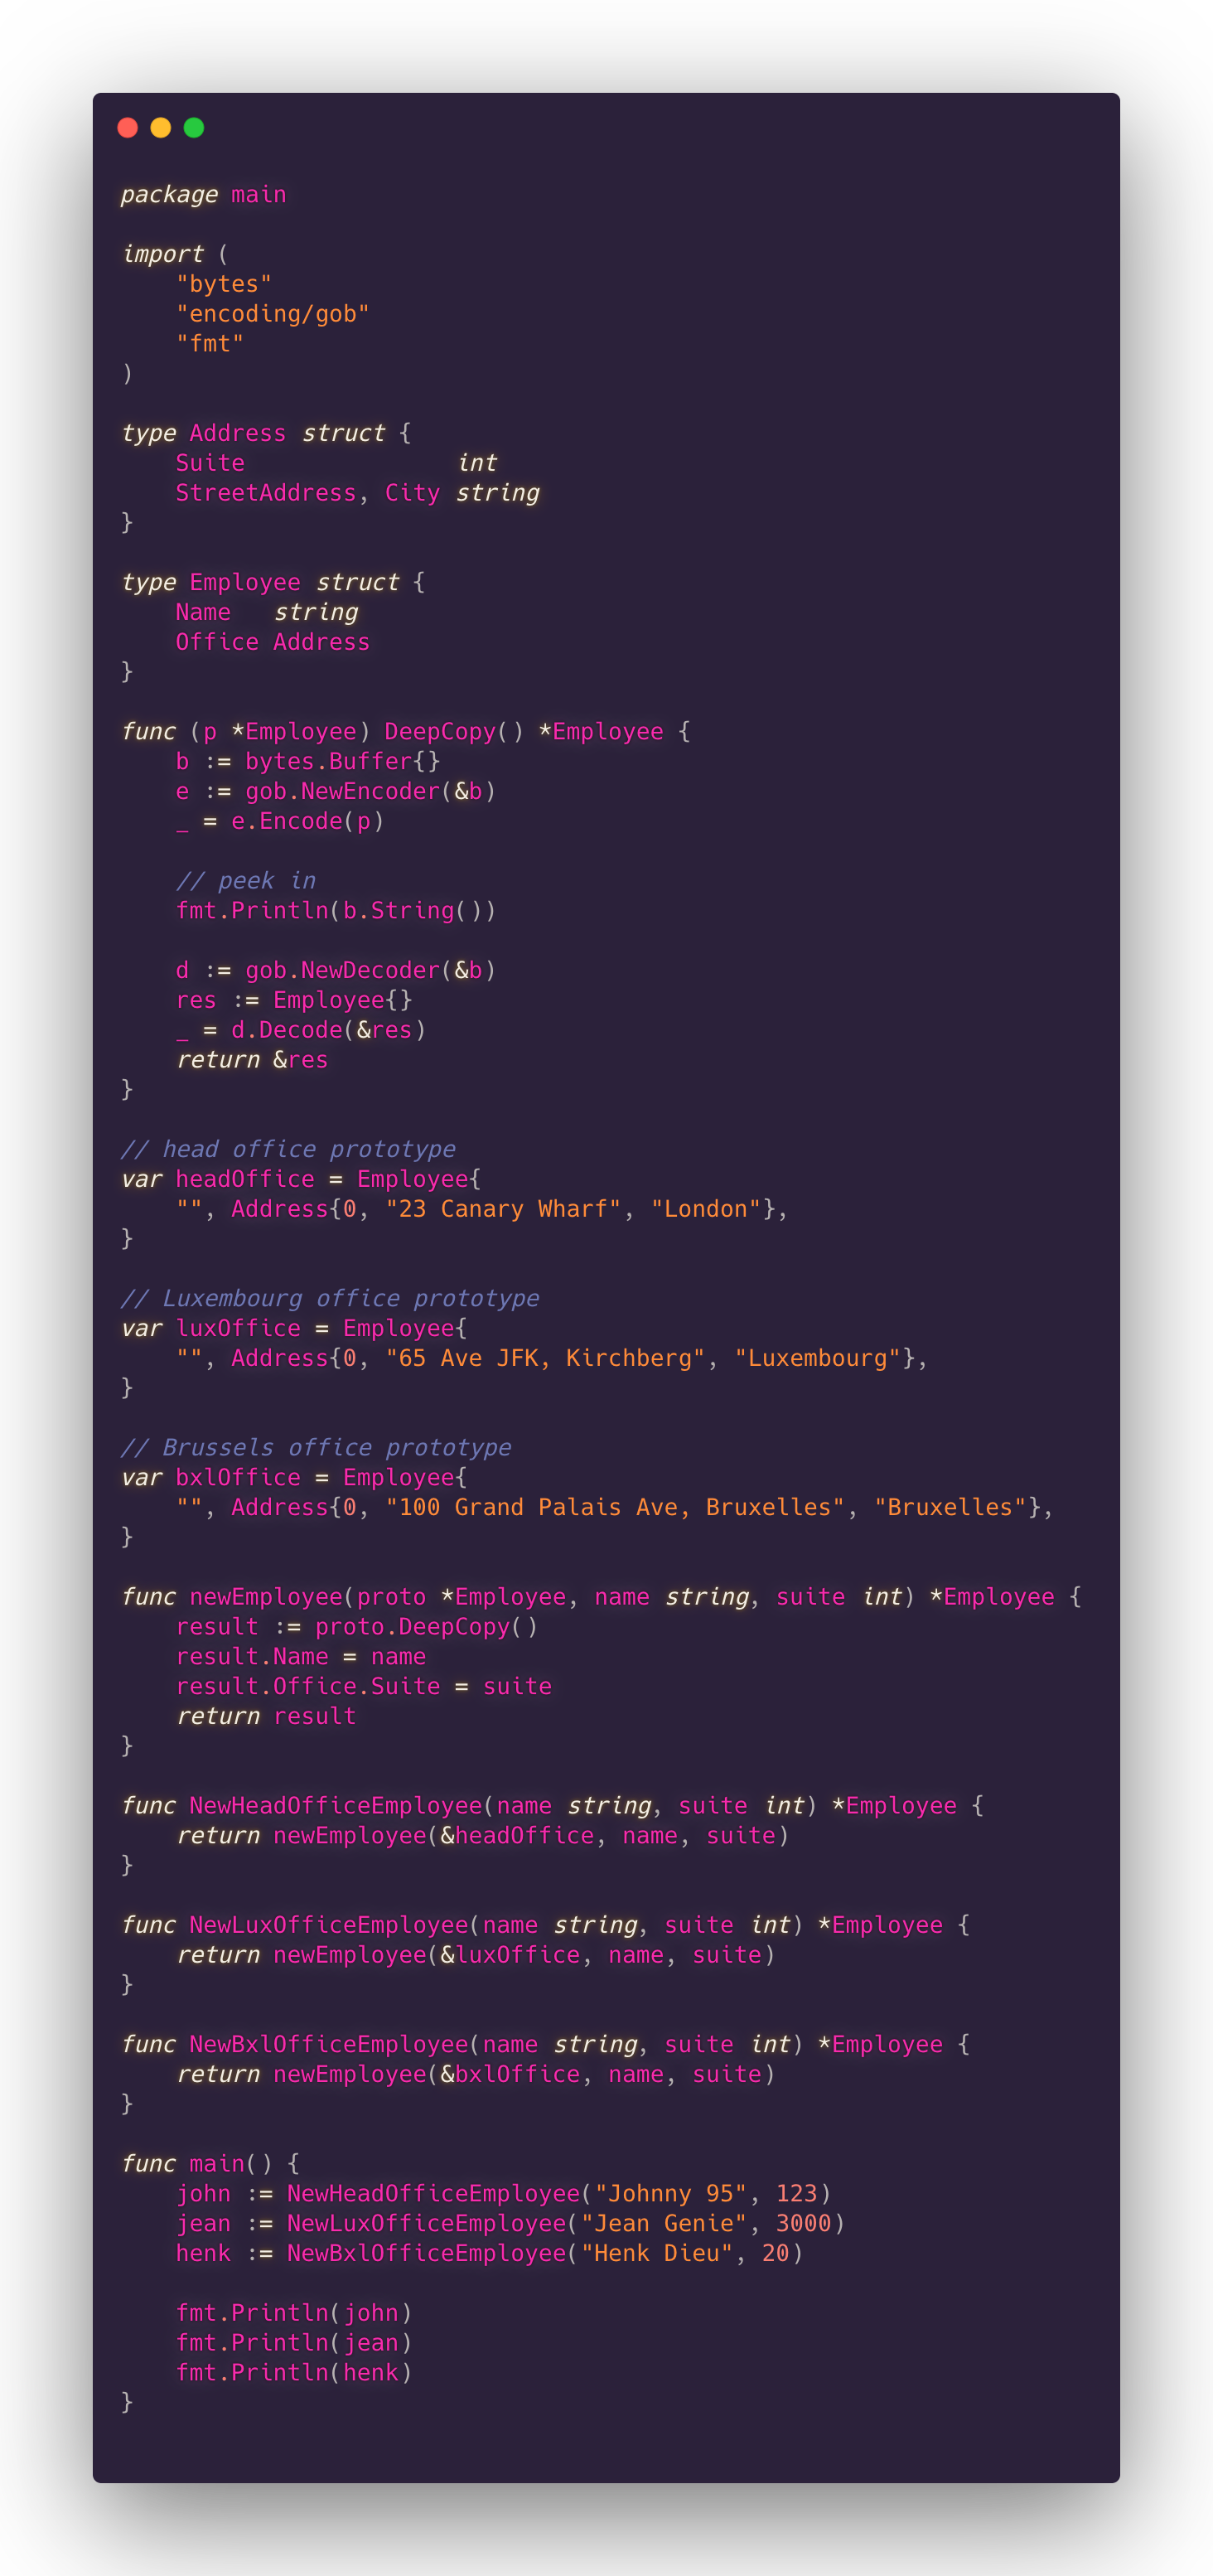 package main

import (
    "bytes"
    "encoding/gob"
    "fmt"
)

type Address struct {
    Suite               int
    StreetAddress, City string
}

type Employee struct {
    Name   string
    Office Address
}

func (p *Employee) DeepCopy() *Employee {
    b := bytes.Buffer{}
    e := gob.NewEncoder(&b)
    _ = e.Encode(p)

    // peek in
    fmt.Println(b.String())

    d := gob.NewDecoder(&b)
    res := Employee{}
    _ = d.Decode(&res)
    return &res
}

// head office prototype
var headOffice = Employee{
    "", Address{0, "23 Canary Wharf", "London"},
}

// Luxembourg office prototype
var luxOffice = Employee{
    "", Address{0, "65 Ave JFK, Kirchberg", "Luxembourg"},
}

// Brussels office prototype
var bxlOffice = Employee{
    "", Address{0, "100 Grand Palais Ave, Bruxelles", "Bruxelles"},
}

func newEmployee(proto *Employee, name string, suite int) *Employee {
    result := proto.DeepCopy()
    result.Name = name
    result.Office.Suite = suite
    return result
}

func NewHeadOfficeEmployee(name string, suite int) *Employee {
    return newEmployee(&headOffice, name, suite)
}

func NewLuxOfficeEmployee(name string, suite int) *Employee {
    return newEmployee(&luxOffice, name, suite)
}

func NewBxlOfficeEmployee(name string, suite int) *Employee {
    return newEmployee(&bxlOffice, name, suite)
}

func main() {
    john := NewHeadOfficeEmployee("Johnny 95", 123)
    jean := NewLuxOfficeEmployee("Jean Genie", 3000)
    henk := NewBxlOfficeEmployee("Henk Dieu", 20)

    fmt.Println(john)
    fmt.Println(jean)
    fmt.Println(henk)
}